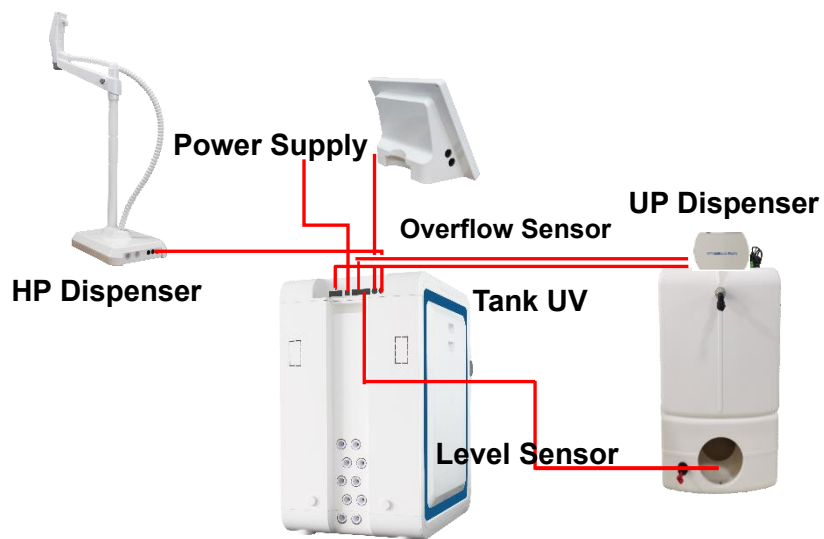 Power Supply
UP Dispenser
Overflow Sensor
HP Dispenser
Tank UV
Level Sensor